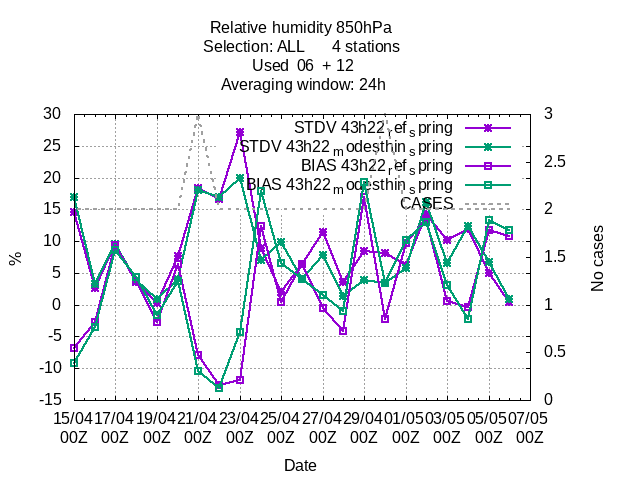 Relative humidity 850hPa
Selection: ALL 4 stations
Used 06 + 12
Averaging window: 24h
STDV 43h22refspring
STDV 43h22modesthinspring
BIAS 43h22refspring
BIAS 43h22modesthinspring
CASES
30
25
20
15
10
5
0
-5
-10
-15
%
3
2.5
2
1.5
1
0.5
0
No cases
15/04 17/04 19/04 21/04 23/04 25/04 27/04 29/04 01/05 03/05 05/05 07/05
00Z 00Z 00Z 00Z 00Z 00Z 00Z 00Z 00Z 00Z 00Z 00Z
Date